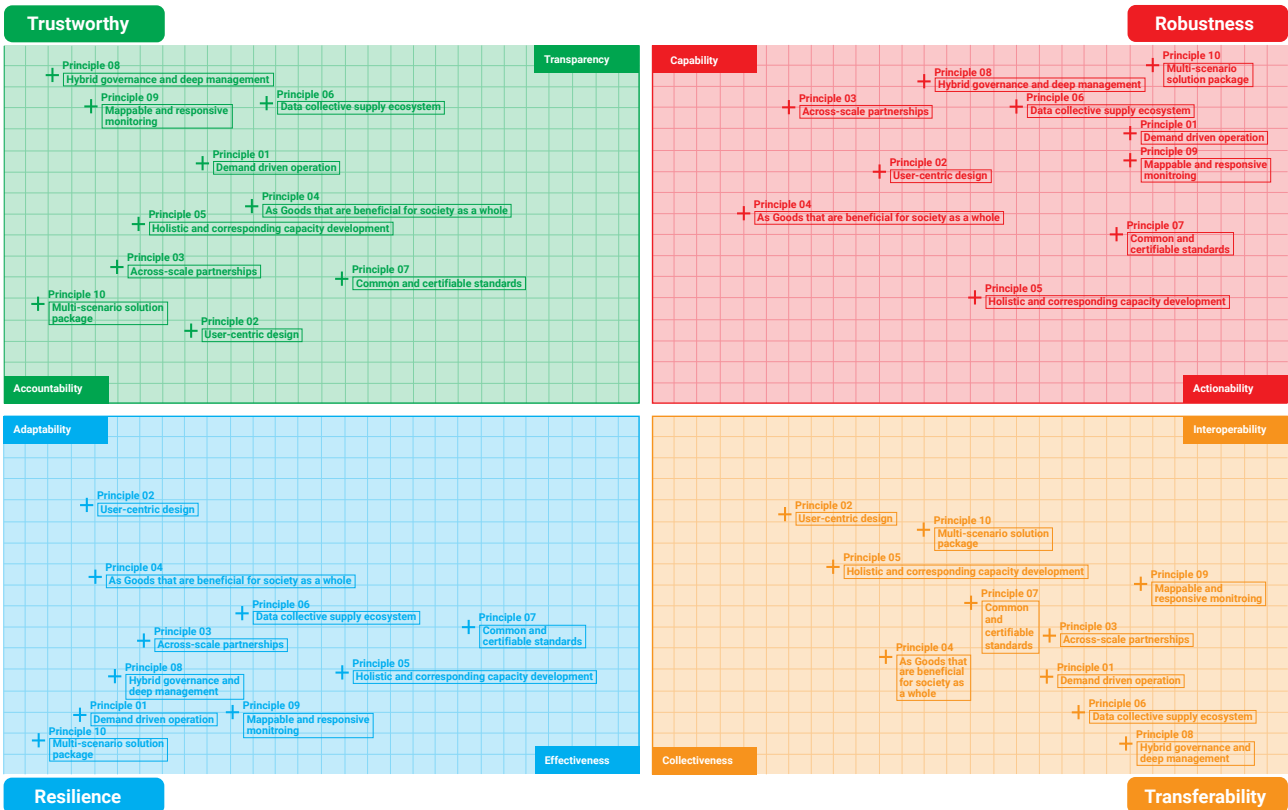 Trustworthy
Robustness
Transparency
Principle 08
Hybrid governance and deep management
Principle 09
Mappable and responsive
monitoring
Principle 06
Data collective supply ecosystem
Principle 01
Demand driven operation
Principle 04
As Goods that are beneficial for society as a whole
Principle 05
Holistic and corresponding capacity development
Principle 03
Across-scale partnerships
Principle 07
Common and certifiable standards
Principle 10
Multi-scenario solution
package
Principle 02
User-centric design
Accountability
Capability
Principle 10
Multi-scenario
solution package
Principle 08
Hybrid governance and deep management
Principle 03
Across-scale partnerships
Principle 06
Data collective supply ecosystem
Principle 01
Demand driven operation
Principle 09
Mappable and responsive
monitroing
Principle 02
User-centric design
Principle 04
As Goods that are beneficial for society as a whole
Principle 07
Common and
certifiable standards
Principle 05
Holistic and corresponding capacity development
Actionability
Adaptability
Principle 02
User-centric design
Principle 04
As Goods that are beneficial for society as a whole
Principle 06
Data collective supply ecosystem
Principle 07
Common and
certifiable standards
Principle 03
Across-scale partnerships
Principle 05
Holistic and corresponding capacity development
Principle 08
Hybrid governance and
deep management
Principle 01
Demand driven operation
Principle 09
Mappable and responsive
monitroing
Principle 10
Multi-scenario solution
package
Effectiveness
Interoperability
Principle 02
User-centric design
Principle 10
Multi-scenario solution
package
Principle 05
Holistic and corresponding capacity development
Principle 09
Mappable and
responsive monitroing
Principle 07
Common
and
certifiable
standards
Principle 03
Across-scale partnerships
Principle 04
As Goods that
are beneficial
for society as
a whole
Principle 01
Demand driven operation
Principle 06
Data collective supply ecosystem
Principle 08
Hybrid governance and
deep management
Collectiveness
Resilience
Transferability